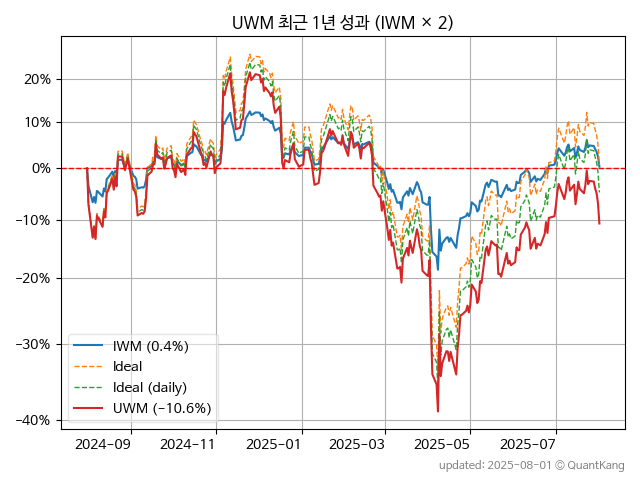 UWM 최근 1년 성과 (IWM × 2)
20%
10%
0%
−10%
−20%
−30%
−40%
IWM (0.4%)
Ideal
Ideal (daily)
UWM (−10.6%)
2024-09
2024-11
2025-01
2025-03
2025-05
2025-07
updated: 2025-08-01 © QuantKang